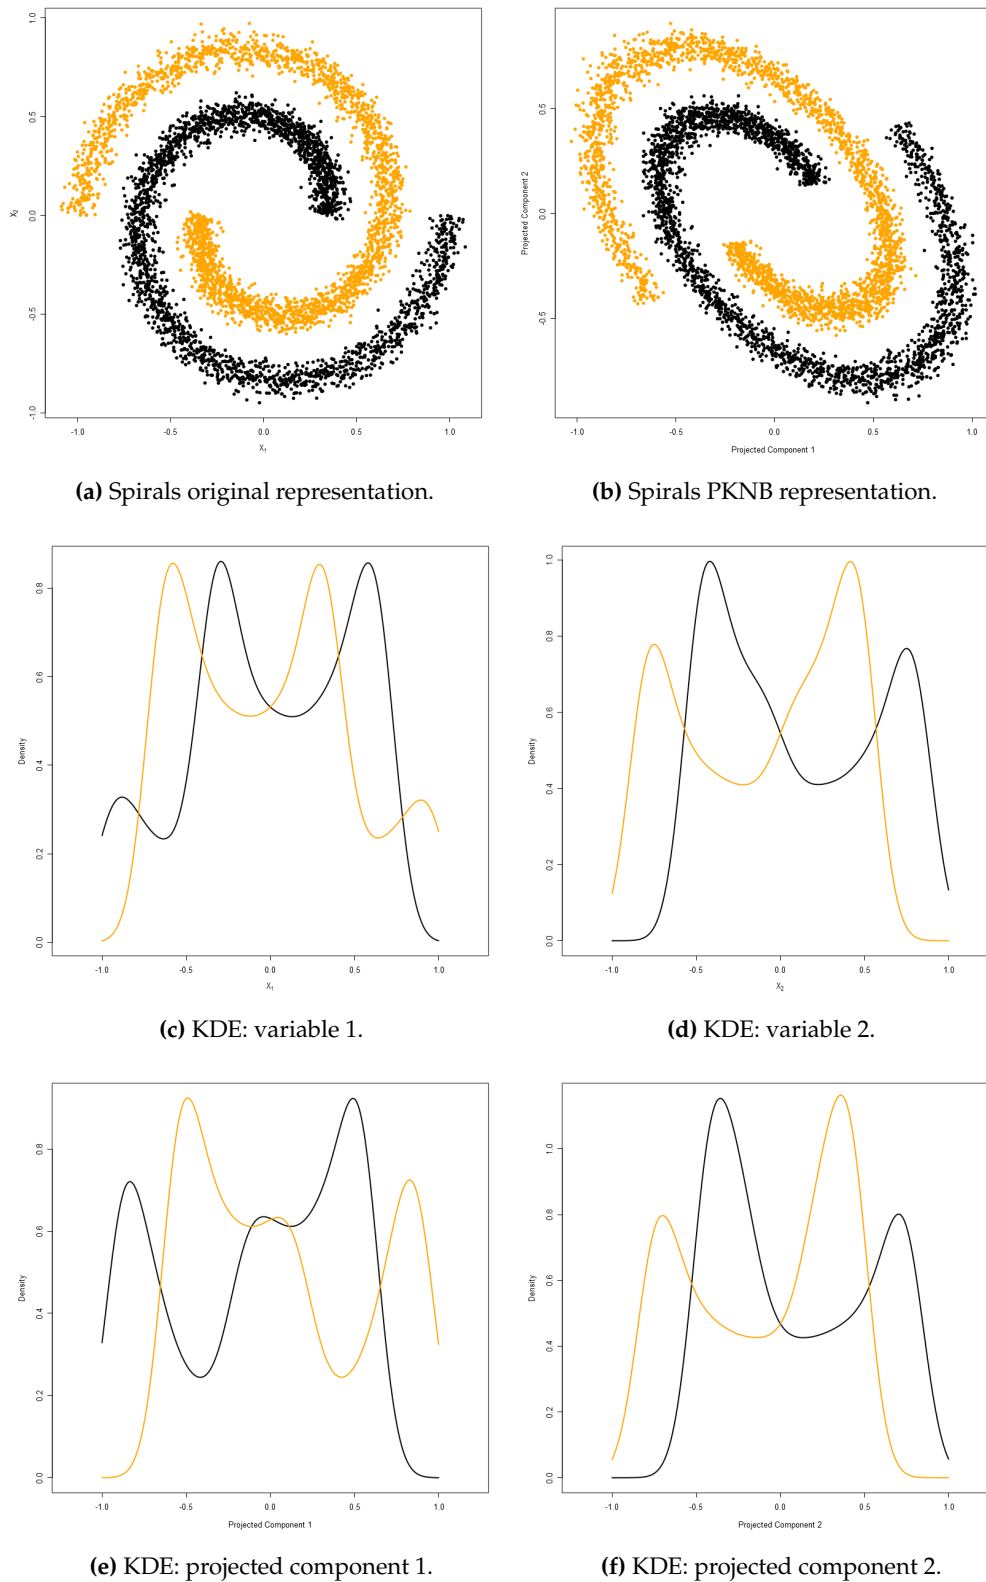 1.0
0.5
0.0
-0.5
-1.0
X2
-1.0 -0.5 0.0 0.5 1.0
X1
0.5
0.0
-0.5
Projected Component 2
-1.0 -0.5 0.0 0.5 1.0
Projected Component 1
(a) Spirals original representation.
(b) Spirals PKNB representation.
0.8
0.6
0.4
0.2
0.0
Density
-1.0 -0.5 0.0 0.5 1.0
X1
1.0
0.8
0.6
0.4
0.2
0.0
Density
-1.0 -0.5 0.0 0.5 1.0
X2
(c) KDE: variable 1.
(d) KDE: variable 2.
0.8
0.6
0.4
0.2
0.0
Density
-1.0 -0.5 0.0 0.5 1.0
Projected Component 1
1.0
0.8
0.6
0.4
0.2
0.0
Density
-1.0 -0.5 0.0 0.5 1.0
Projected Component 2
(e) KDE: projected component 1.
(f) KDE: projected component 2.